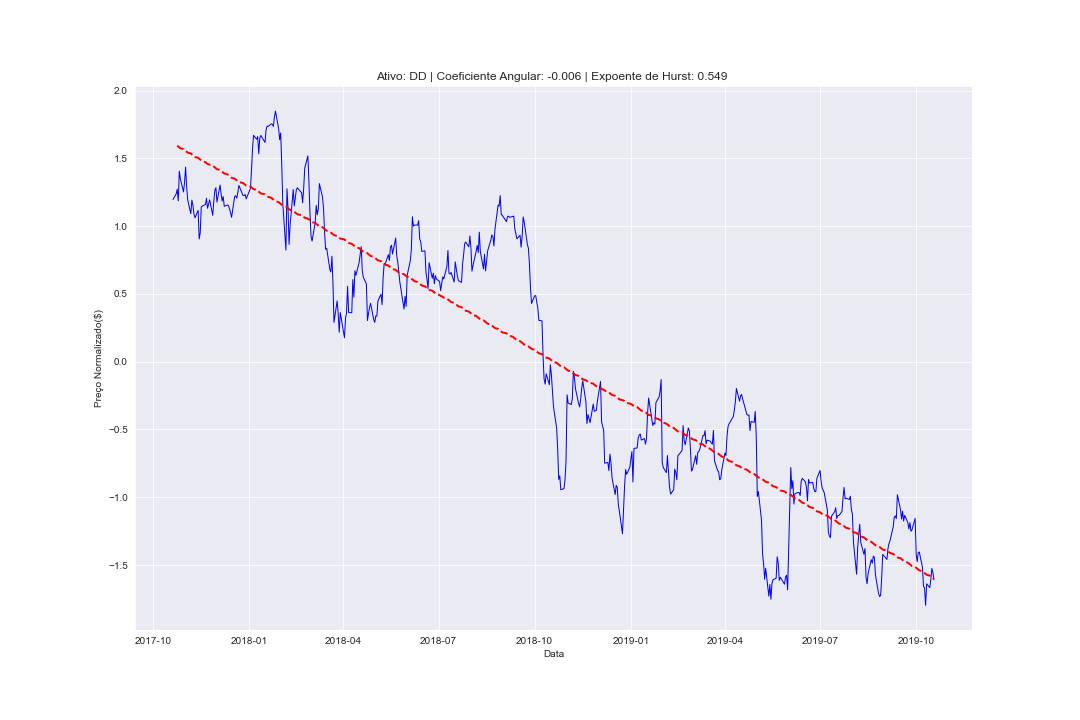 Ativo: DD | Coeficiente Angular: -0.006 | Expoente de Hurst: 0.549
2.0
1.5
1.0
0.5
0.0
−0.5
−1.0
−1.5
Preço Normalizado($)
2017-10 2018-01 2018-04 2018-07 2018-10 2019-01 2019-04 2019-07 2019-10
Data